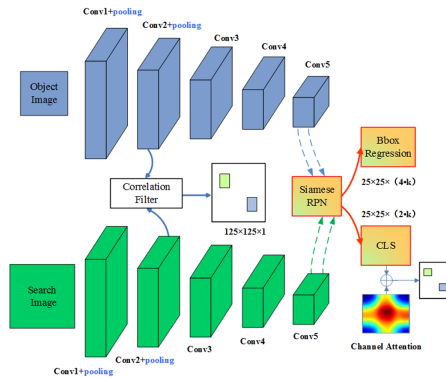 Conv1+pooling
Conv2+pooling
Conv3
Conv4
Conv5
Object
Image
Bbox
Regression
25×25×（4•k）
Correlation
Filter
125×125×1
Siamese
RPN
25×25×（2•k）
CLS
Search
Image
Conv5
Conv4
Conv3
Conv2+pooling
Conv1+pooling
Channel Attention